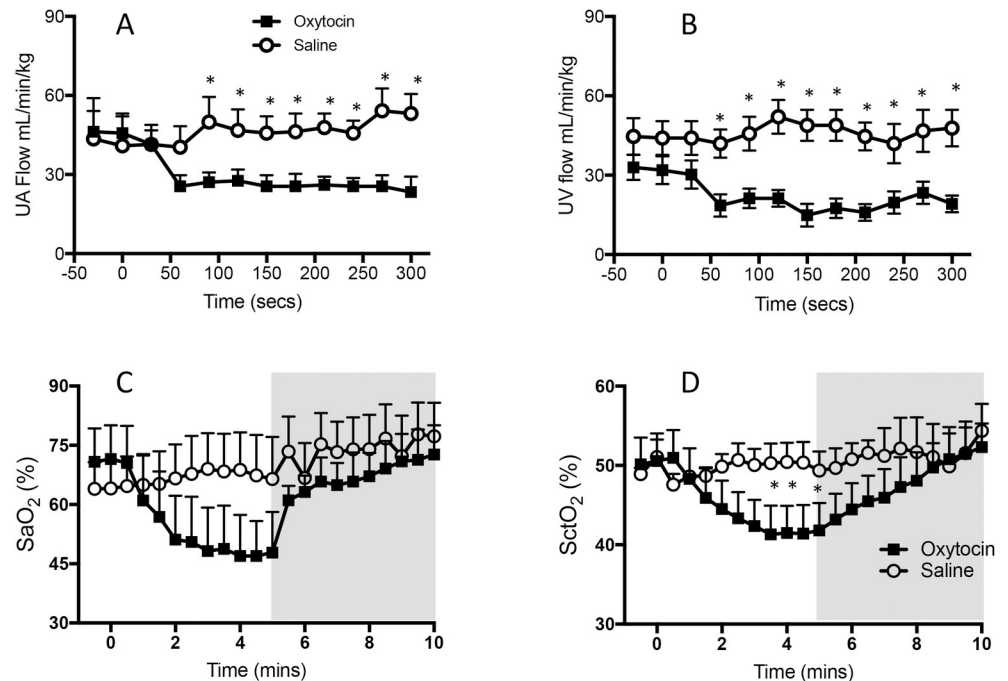 A
Oxytocin
Saline
UA Flow mL/min/kg
90
60
30
0
* * * * * * * *
-50 0 50 100 150 200 250 300
Time (secs)
B
UV flow mL/min/kg
90
60
30
0
* * * * * * * * *
-50 0 50 100 150 200 250 300
Time (secs)
C
SaO2 (%)
90
75
60
45
30
0 2 4 6 8 10
Time (mins)
D
SctO2 (%)
60
50
40
30
* * *
Oxytocin
Saline
0 2 4 6 8 10
Time (mins)